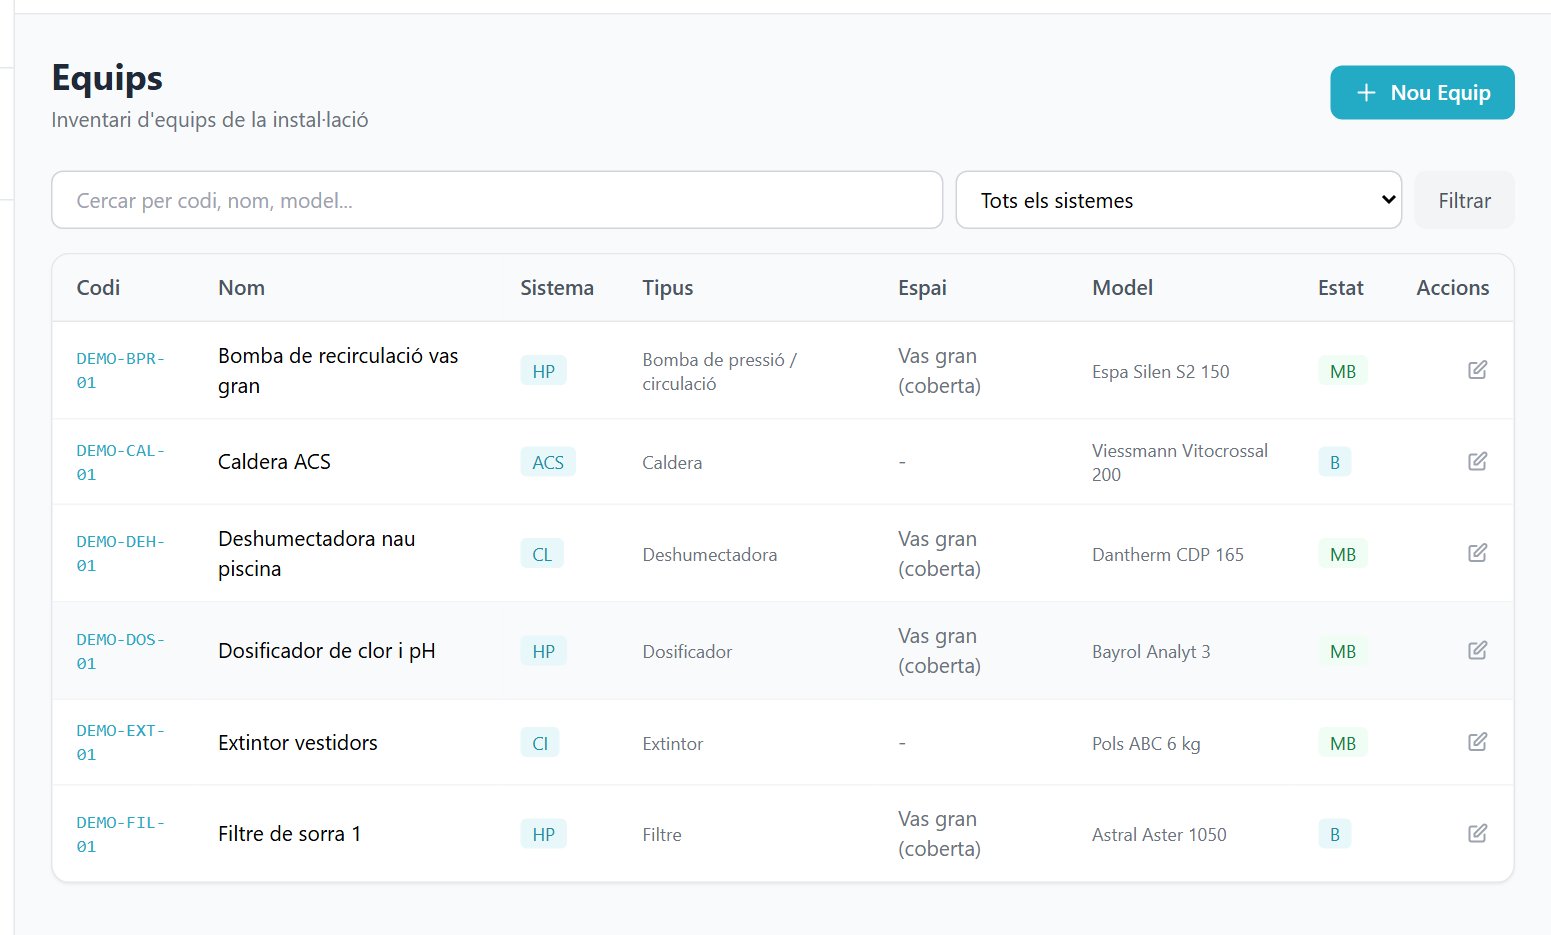 Equips
Inventari d'equips de la instal·lació
+ Nou Equip
Cercar per codi, nom, model...
Tots els sistemes
Filtrar
Codi Nom Sistema Tipus Espai Model Estat Accions
DEMO-BPR-
01
Bomba de recirculació vas
gran
HP
Bomba de pressió /
circulació
Vas gran
(coberta)
Espa Silen S2 150
MB
DEMO-CAL-
01
Caldera ACS
ACS
Caldera
-
Viessmann Vitocrossal
200
B
DEMO-DEH-
01
Deshumectadora nau
piscina
CL
Deshumectadora
Vas gran
(coberta)
Dantherm CDP 165
MB
DEMO-DOS-
01
Dosificador de clor i pH
HP
Dosificador
Vas gran
(coberta)
Bayrol Analyt 3
MB
DEMO-EXT-
01
Extintor vestidors
CI
Extintor
-
Pols ABC 6 kg
MB
DEMO-FIL-
01
Filtre de sorra 1
HP
Filtre
Vas gran
(coberta)
Astral Aster 1050
B